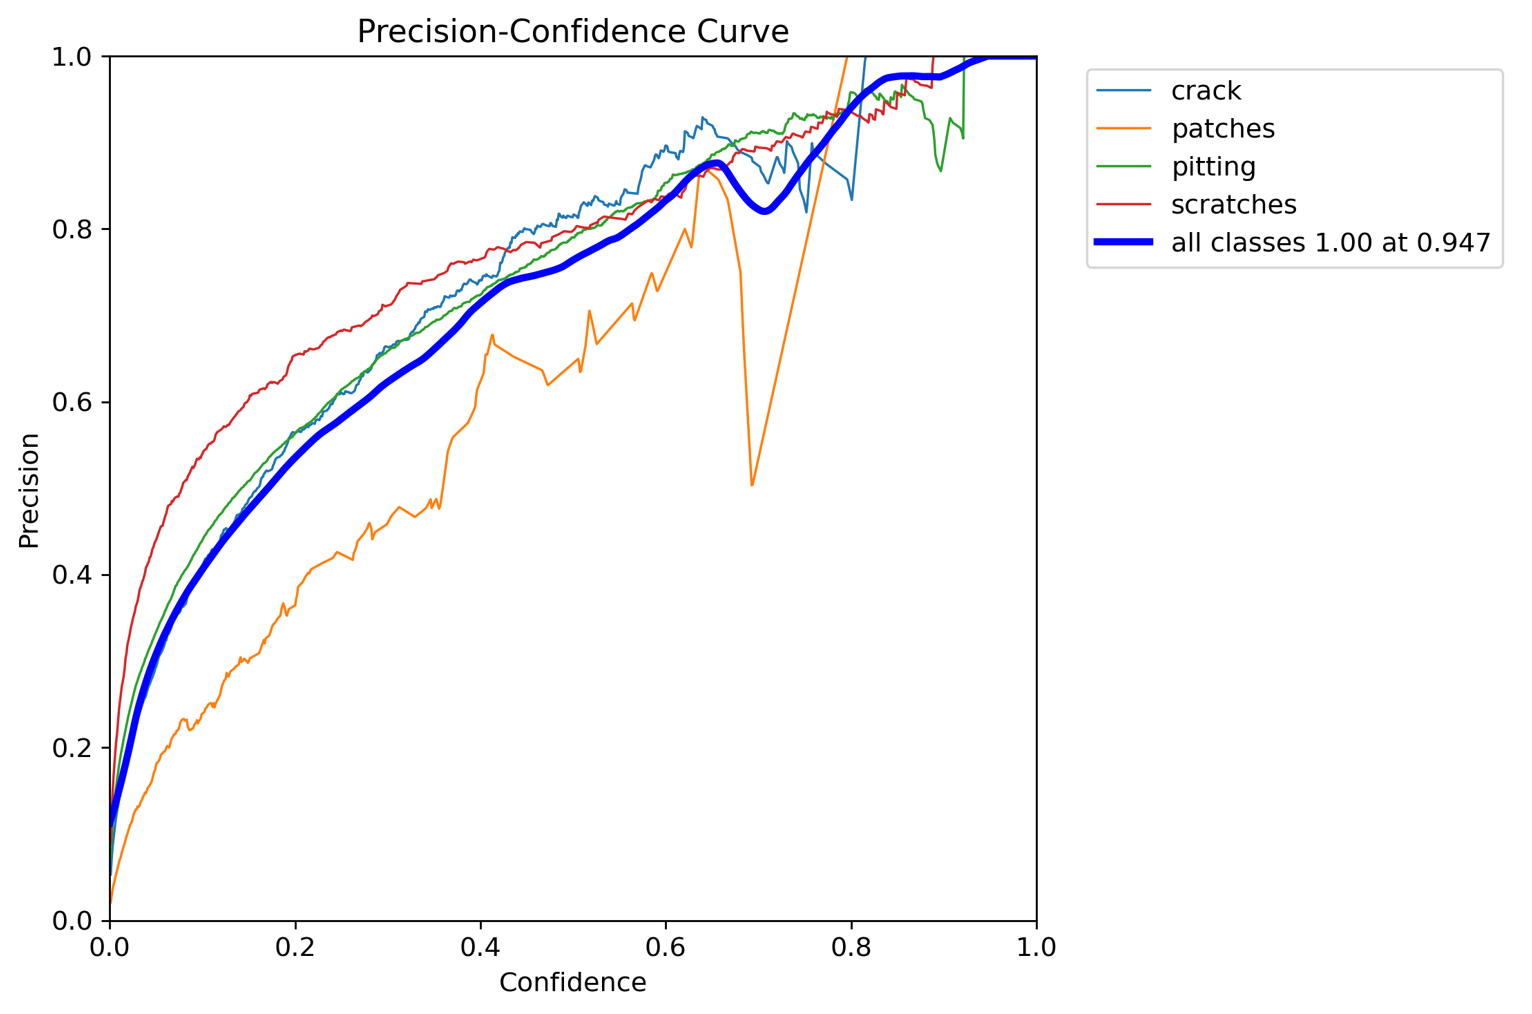 Precision-Confidence Curve
1.0
0.8
0.6
0.4
0.2
0.0
Precision
0.0 0.2 0.4 0.6 0.8 1.0
Confidence
crack
patches
pitting
scratches
all classes 1.00 at 0.947